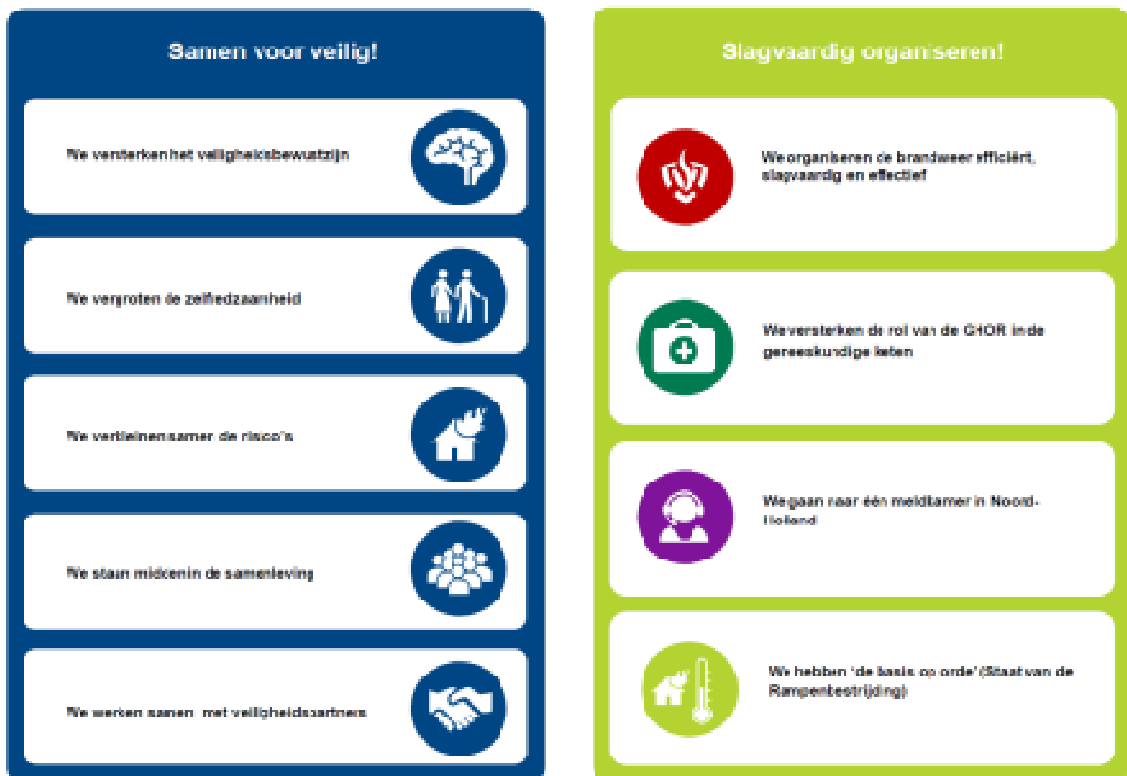 Samen voor veilig!
We versterken het veiligheidsbewustzijn
We vergroten de zelfredzaamheid
We verkleinen samen de risico's
We staan midden in de samenleving
We werken samen met veiligheidspartners
Slagvaardig organiseren!
We organiseren de brandweer efficiënt,
slagvaardig en effectief
We versterken de rol van de GHOR in de
geneeskundige keten
We gaan naar één meldkamer in Noord-
Holland
We hebben 'de basis op orde' (Staat van de
Rampenbestrijding)